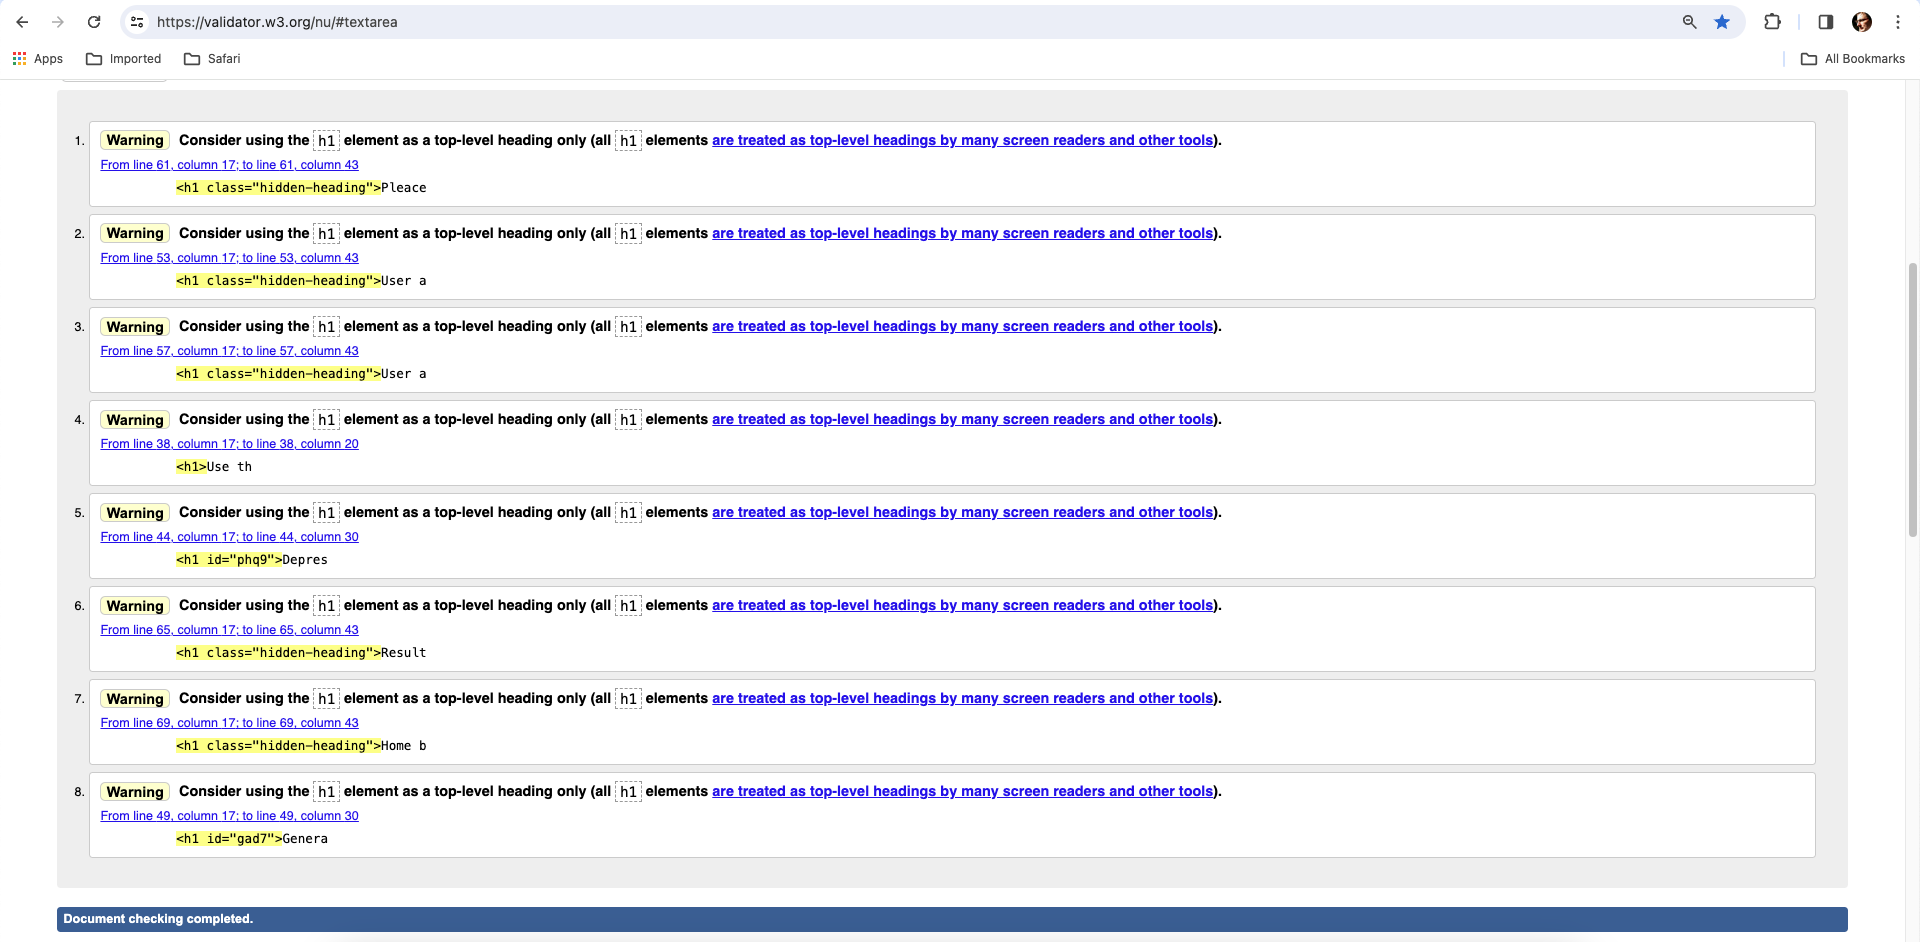 https://validator.w3.org/nu/#textarea
Apps Imported Safari All Bookmarks
1. Warning Consider using the h1 element as a top-level heading only (all h1 elements are treated as top-level headings by many screen readers and other tools).
From line 61, column 17; to line 61, column 43
<h1 class="hidden-heading">Pleace
2. Warning Consider using the h1 element as a top-level heading only (all h1 elements are treated as top-level headings by many screen readers and other tools).
From line 53, column 17; to line 53, column 43
<h1 class="hidden-heading">User a
3. Warning Consider using the h1 element as a top-level heading only (all h1 elements are treated as top-level headings by many screen readers and other tools).
From line 57, column 17; to line 57, column 43
<h1 class="hidden-heading">User a
4. Warning Consider using the h1 element as a top-level heading only (all h1 elements are treated as top-level headings by many screen readers and other tools).
From line 38, column 17; to line 38, column 20
<h1>Use th
5. Warning Consider using the h1 element as a top-level heading only (all h1 elements are treated as top-level headings by many screen readers and other tools).
From line 44, column 17; to line 44, column 30
<h1 id="phq9">Depres
6. Warning Consider using the h1 element as a top-level heading only (all h1 elements are treated as top-level headings by many screen readers and other tools).
From line 65, column 17; to line 65, column 43
<h1 class="hidden-heading">Result
7. Warning Consider using the h1 element as a top-level heading only (all h1 elements are treated as top-level headings by many screen readers and other tools).
From line 69, column 17; to line 69, column 43
<h1 class="hidden-heading">Home b
8. Warning Consider using the h1 element as a top-level heading only (all h1 elements are treated as top-level headings by many screen readers and other tools).
From line 49, column 17; to line 49, column 30
<h1 id="gad7">Genera
Document checking completed.